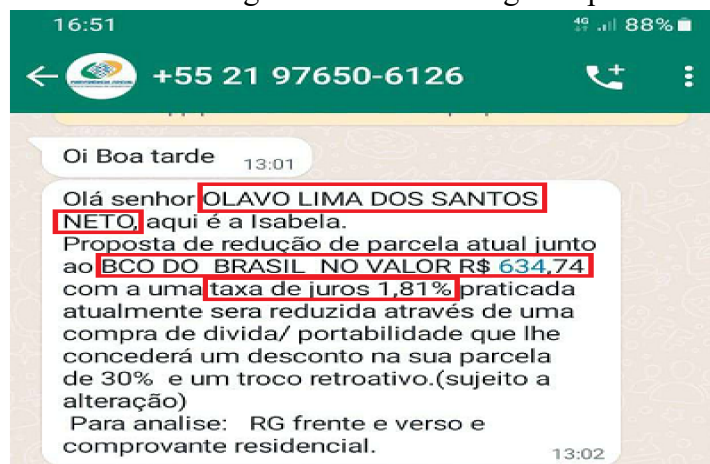 16:51 4G 88%
+55 21 97650-6126
Oi Boa tarde 13:01
Olá senhor OLAVO LIMA DOS SANTOS
NETO, aqui é a Isabela.
Proposta de redução de parcela atual junto
ao BCO DO BRASIL NO VALOR R$ 634,74
com a uma taxa de juros 1,81% praticada
atualmente sera reduzida através de uma
compra de divida/ portabilidade que lhe
concederá um desconto na sua parcela
de 30% e um troco retroativo.(sujeito a
alteração)
Para analise: RG frente e verso e
comprovante residencial. 13:02